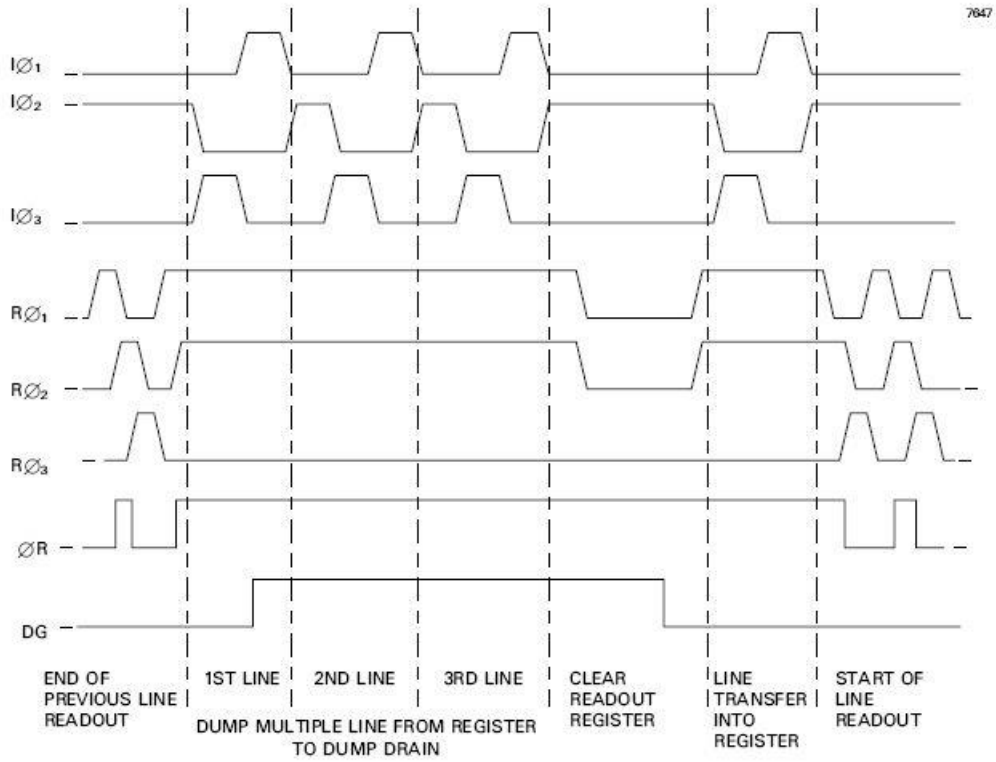 7647
IØ₁
IØ₂
IØ₃
RØ₁
RØ₂
RØ₃
ØR
DG
END OF
PREVIOUS LINE
READOUT
1ST LINE
2ND LINE
3RD LINE
DUMP MULTIPLE LINE FROM REGISTER
TO DUMP DRAIN
CLEAR
READOUT
REGISTER
LINE
TRANSFER
INTO
REGISTER
START OF
LINE
READOUT